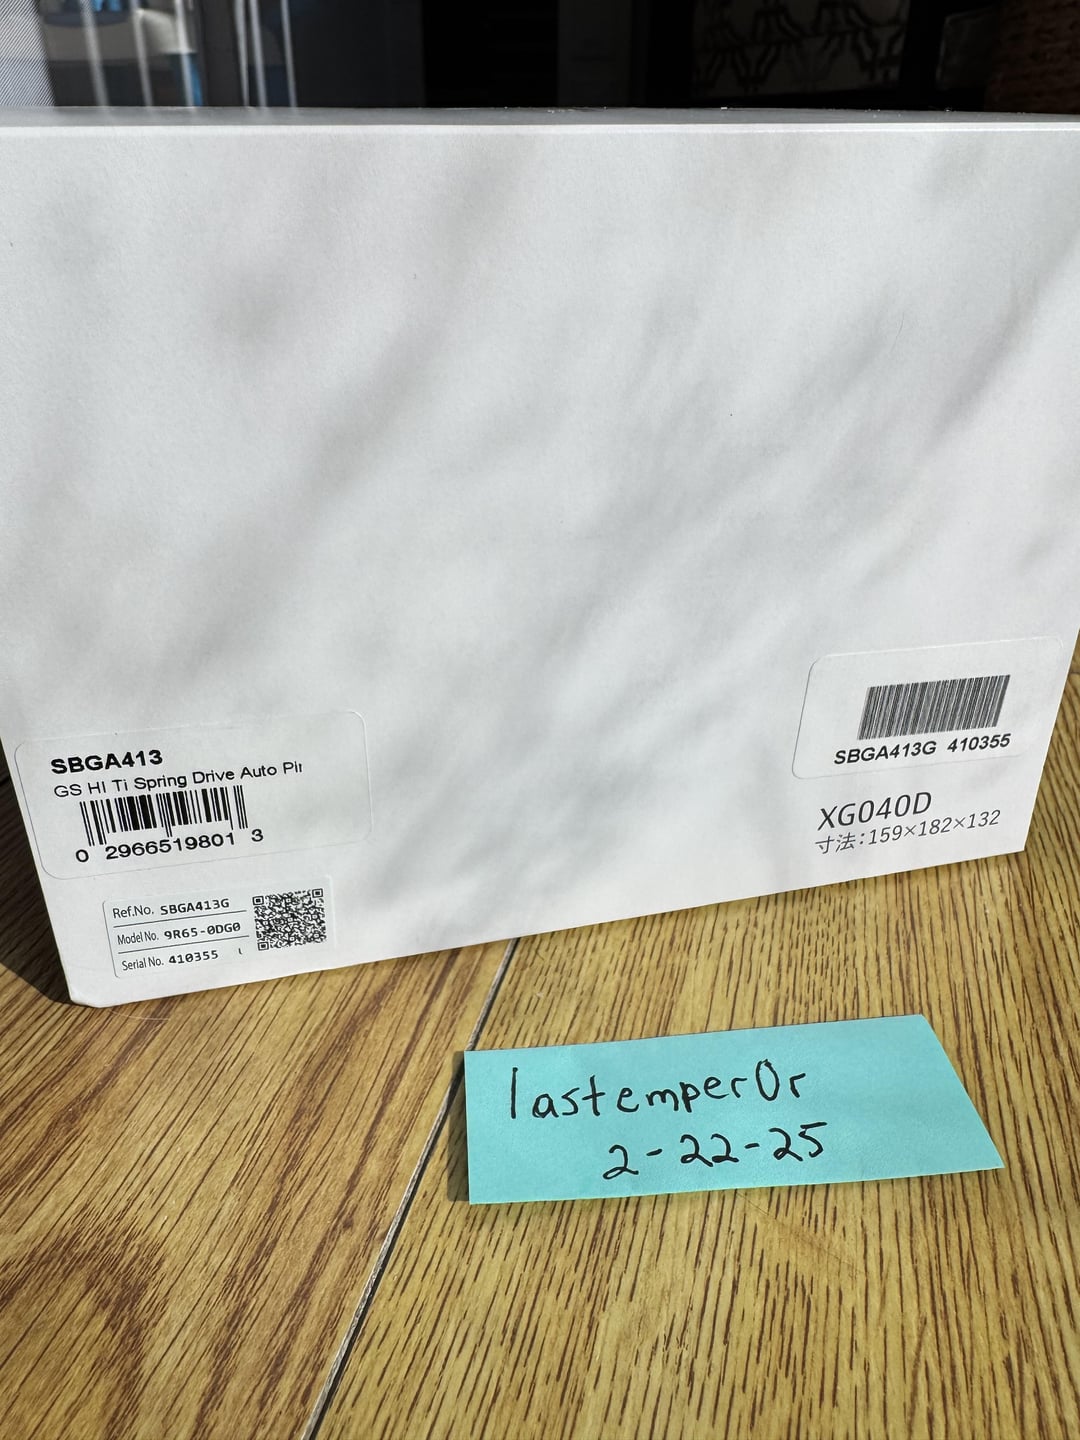 SBGA413
GS HI Ti Spring Drive Auto Pin
0 2966519801 3
Ref.No. SBGA413G
Model No. 9R65-0DG0
Serial No. 410355
SBGA413G 410355
XG040D
寸法:159×182×132
lastemper0r
2-22-25